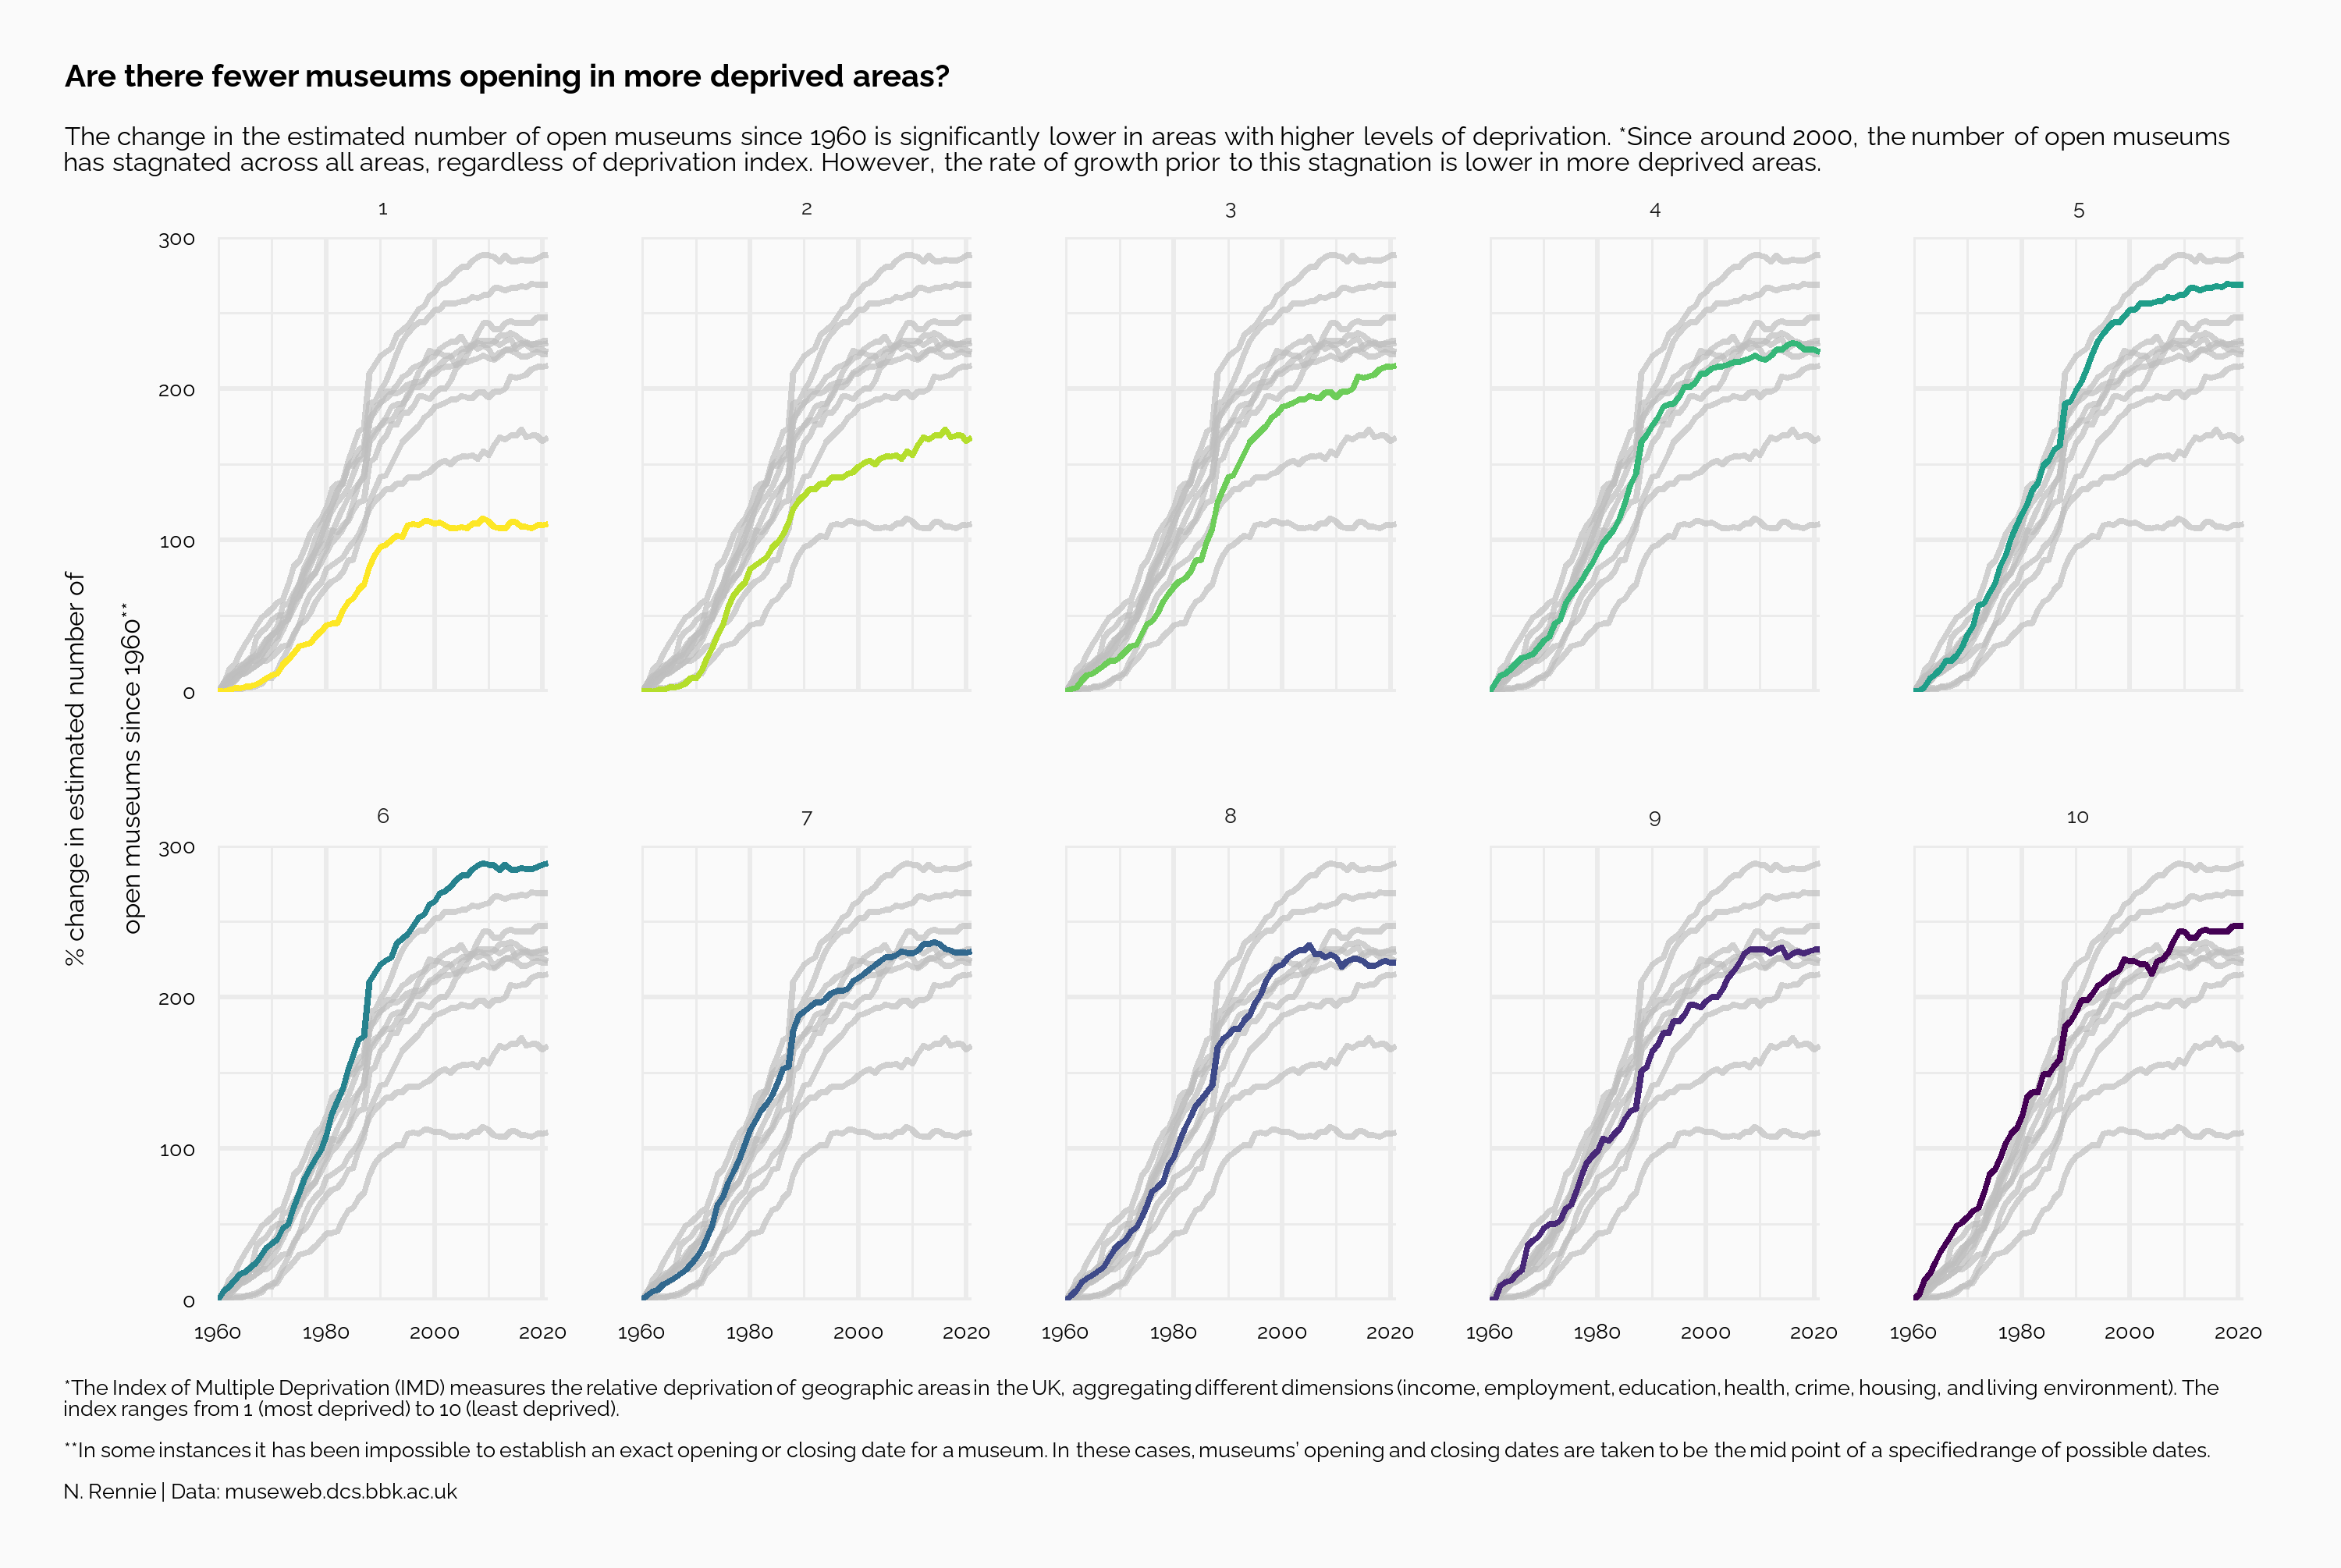 Are there fewer museums opening in more deprived areas?
The change in the estimated number of open museums since 1960 is significantly lower in areas with higher levels of deprivation. *Since around 2000, the number of open museums
has stagnated across all areas, regardless of deprivation index. However, the rate of growth prior to this stagnation is lower in more deprived areas.
% change in estimated number of
open museums since 1960**
1 2 3 4 5
300
200
100
0
6 7 8 9 10
300
200
100
0
1960 1980 2000 2020 1960 1980 2000 2020 1960 1980 2000 2020 1960 1980 2000 2020 1960 1980 2000 2020
*The Index of Multiple Deprivation (IMD) measures the relative deprivation of geographic areas in the UK, aggregating different dimensions (income, employment, education, health, crime, housing, and living environment). The
index ranges from 1 (most deprived) to 10 (least deprived).
**In some instances it has been impossible to establish an exact opening or closing date for a museum. In these cases, museums' opening and closing dates are taken to be the mid point of a specified range of possible dates.
N. Rennie | Data: museweb.dcs.bbk.ac.uk